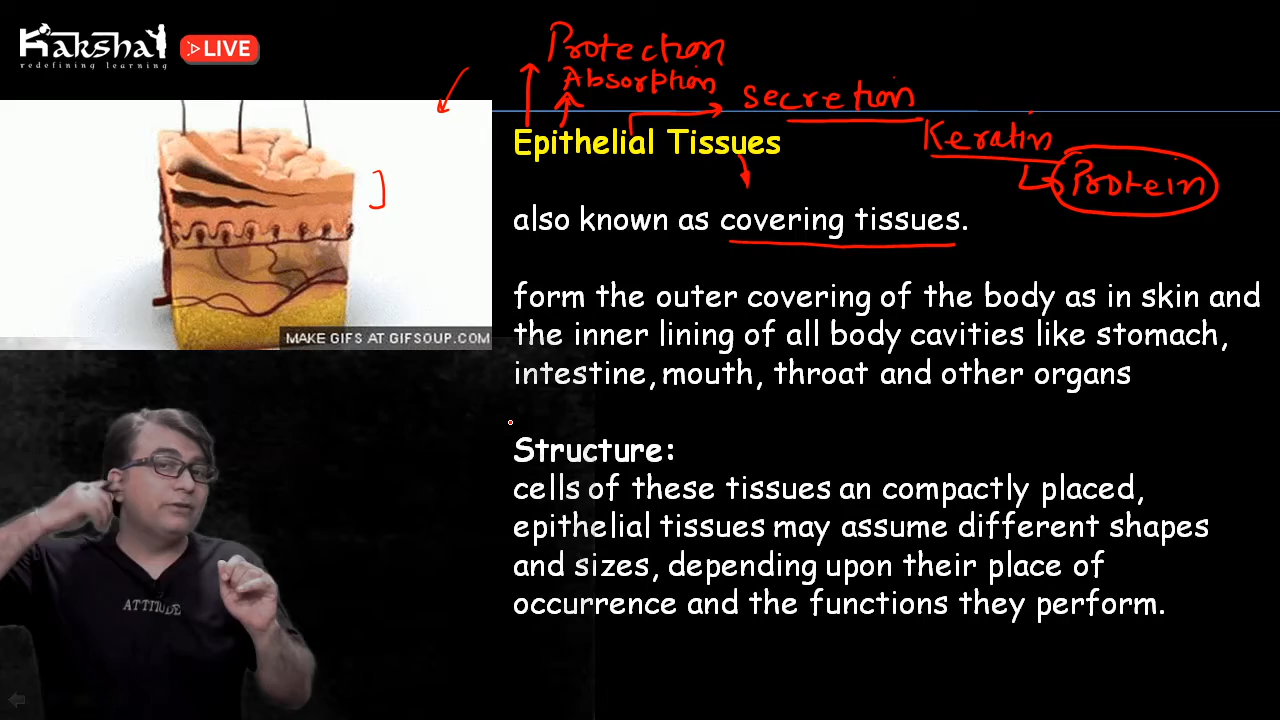 Kaksha
redefining learning
LIVE
Protection
Absorption
secretion
Keratin
Protein
Epithelial Tissues
also known as covering tissues.
form the outer covering of the body as in skin and
the inner lining of all body cavities like stomach,
intestine, mouth, throat and other organs
MAKE GIFS AT GIFSOUP.COM
Structure:
cells of these tissues an compactly placed,
epithelial tissues may assume different shapes
and sizes, depending upon their place of
occurrence and the functions they perform.
ATTITUDE